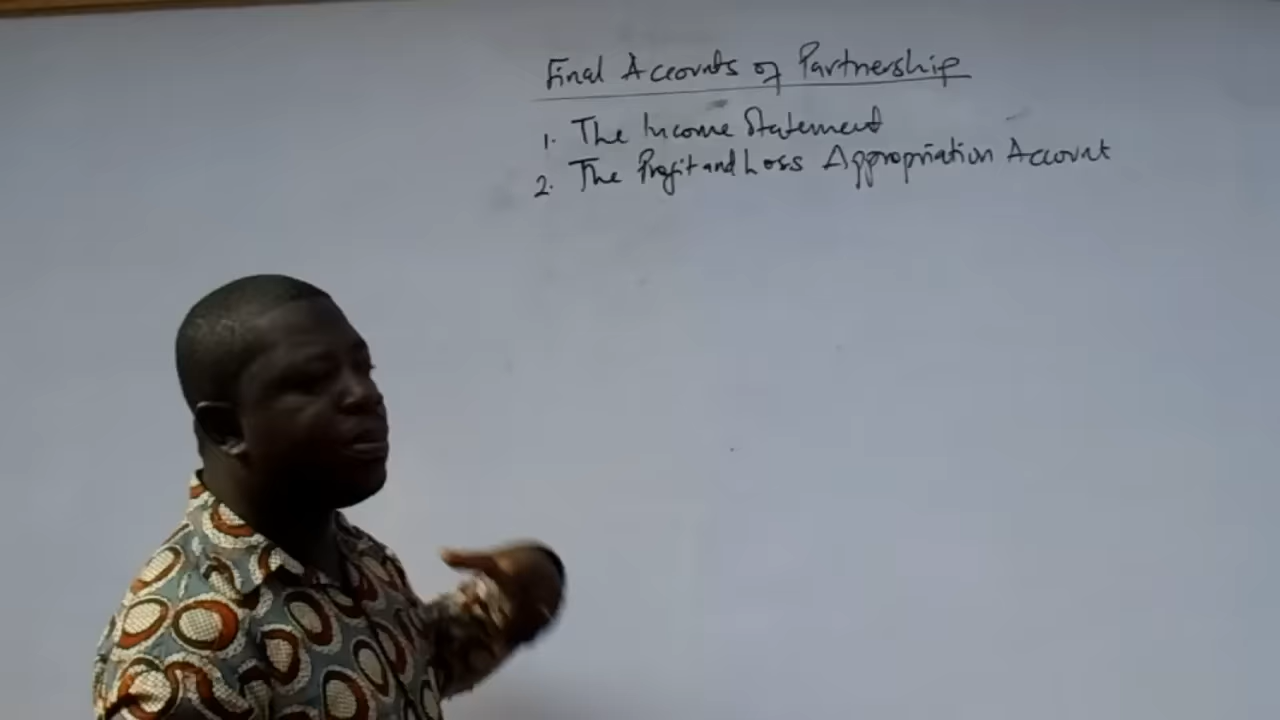 Final Accounts of Partnership
1. The Income Statement
2. The Profit and Loss Appropriation Account